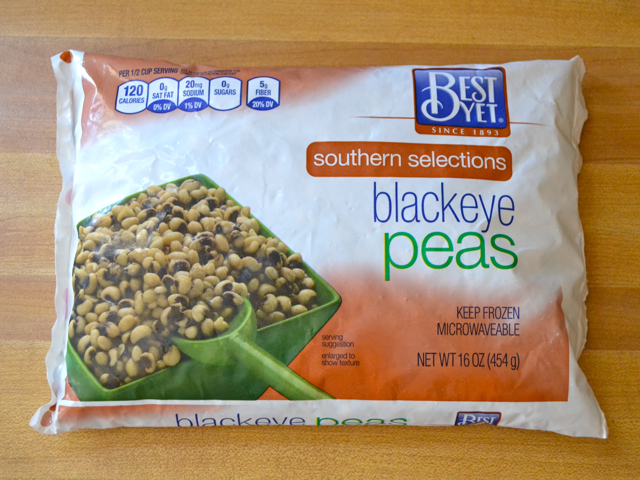 PER 1/2 CUP SERVING
120 CALORIES
0g SAT FAT 0% DV
20mg SODIUM 1% DV
0g SUGARS
5g FIBER 20% DV
BEST YET
SINCE 1893
southern selections
blackeye
peas
KEEP FROZEN
MICROWAVEABLE
NET WT 16 OZ (454 g)
serving
suggestion
enlarged to
show texture
blackeye peas
BEST